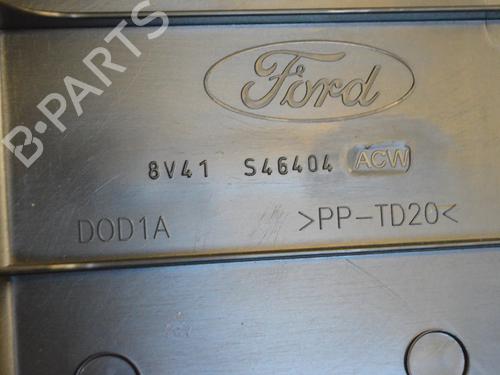 B-PARTS
Ford
8V41 S46404 ACW
DOD1A >PP-TD20<